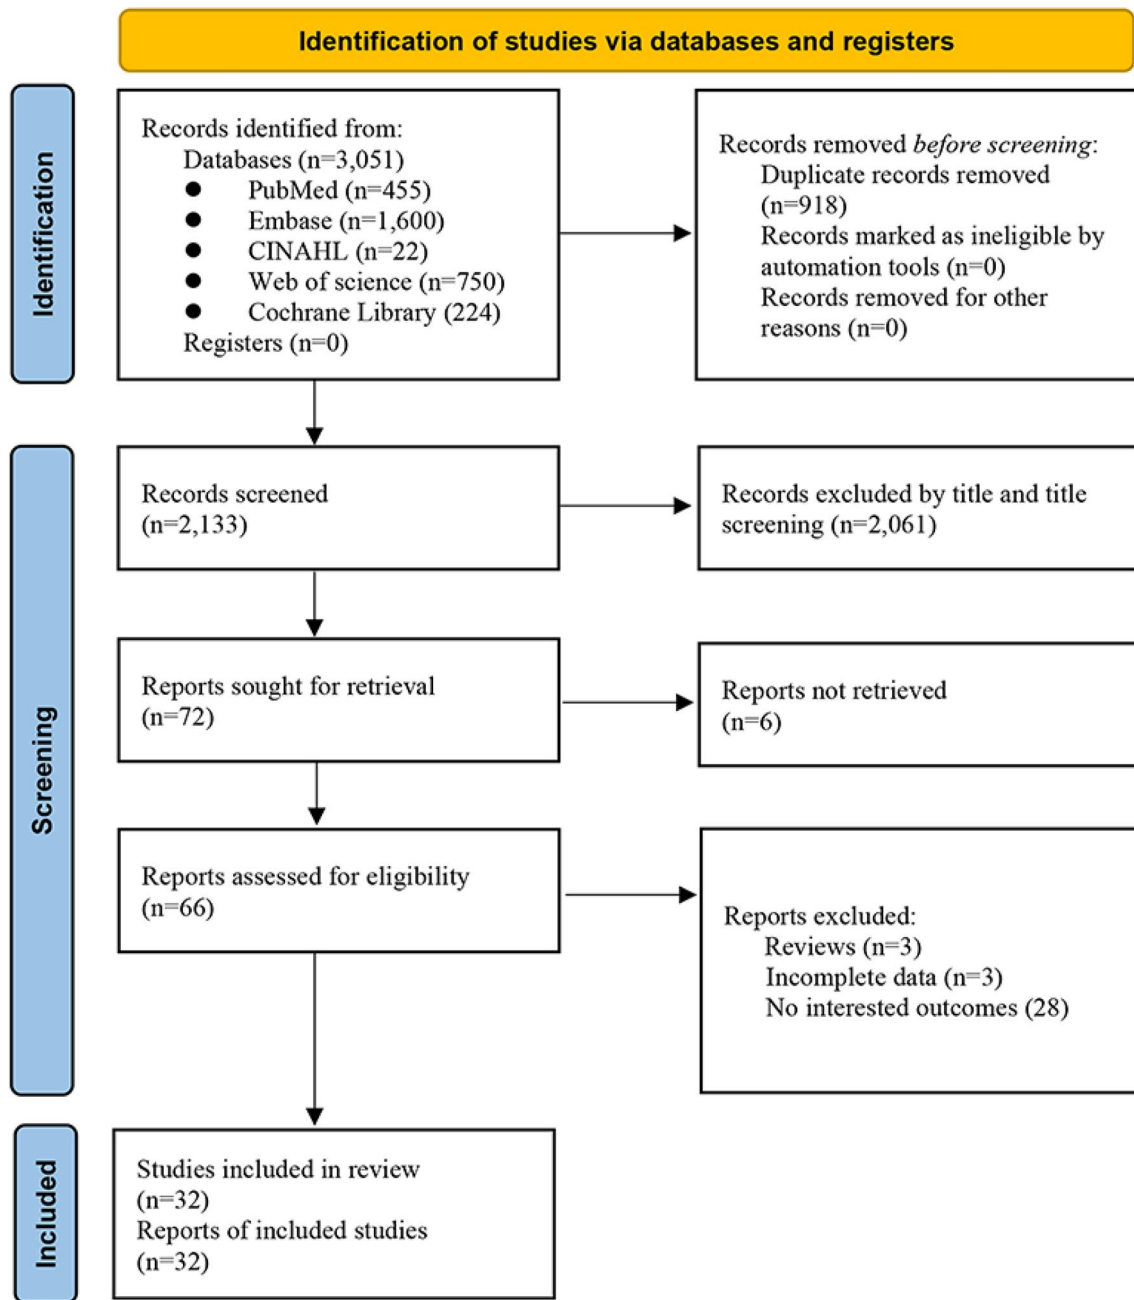 Identification of studies via databases and registers
Identification
Records identified from:
Databases (n=3,051)
● PubMed (n=455)
● Embase (n=1,600)
● CINAHL (n=22)
● Web of science (n=750)
● Cochrane Library (224)
Registers (n=0)
Records removed before screening:
Duplicate records removed
(n=918)
Records marked as ineligible by
automation tools (n=0)
Records removed for other
reasons (n=0)
Screening
Records screened
(n=2,133)
Records excluded by title and title
screening (n=2,061)
Reports sought for retrieval
(n=72)
Reports not retrieved
(n=6)
Reports assessed for eligibility
(n=66)
Reports excluded:
Reviews (n=3)
Incomplete data (n=3)
No interested outcomes (28)
Included
Studies included in review
(n=32)
Reports of included studies
(n=32)